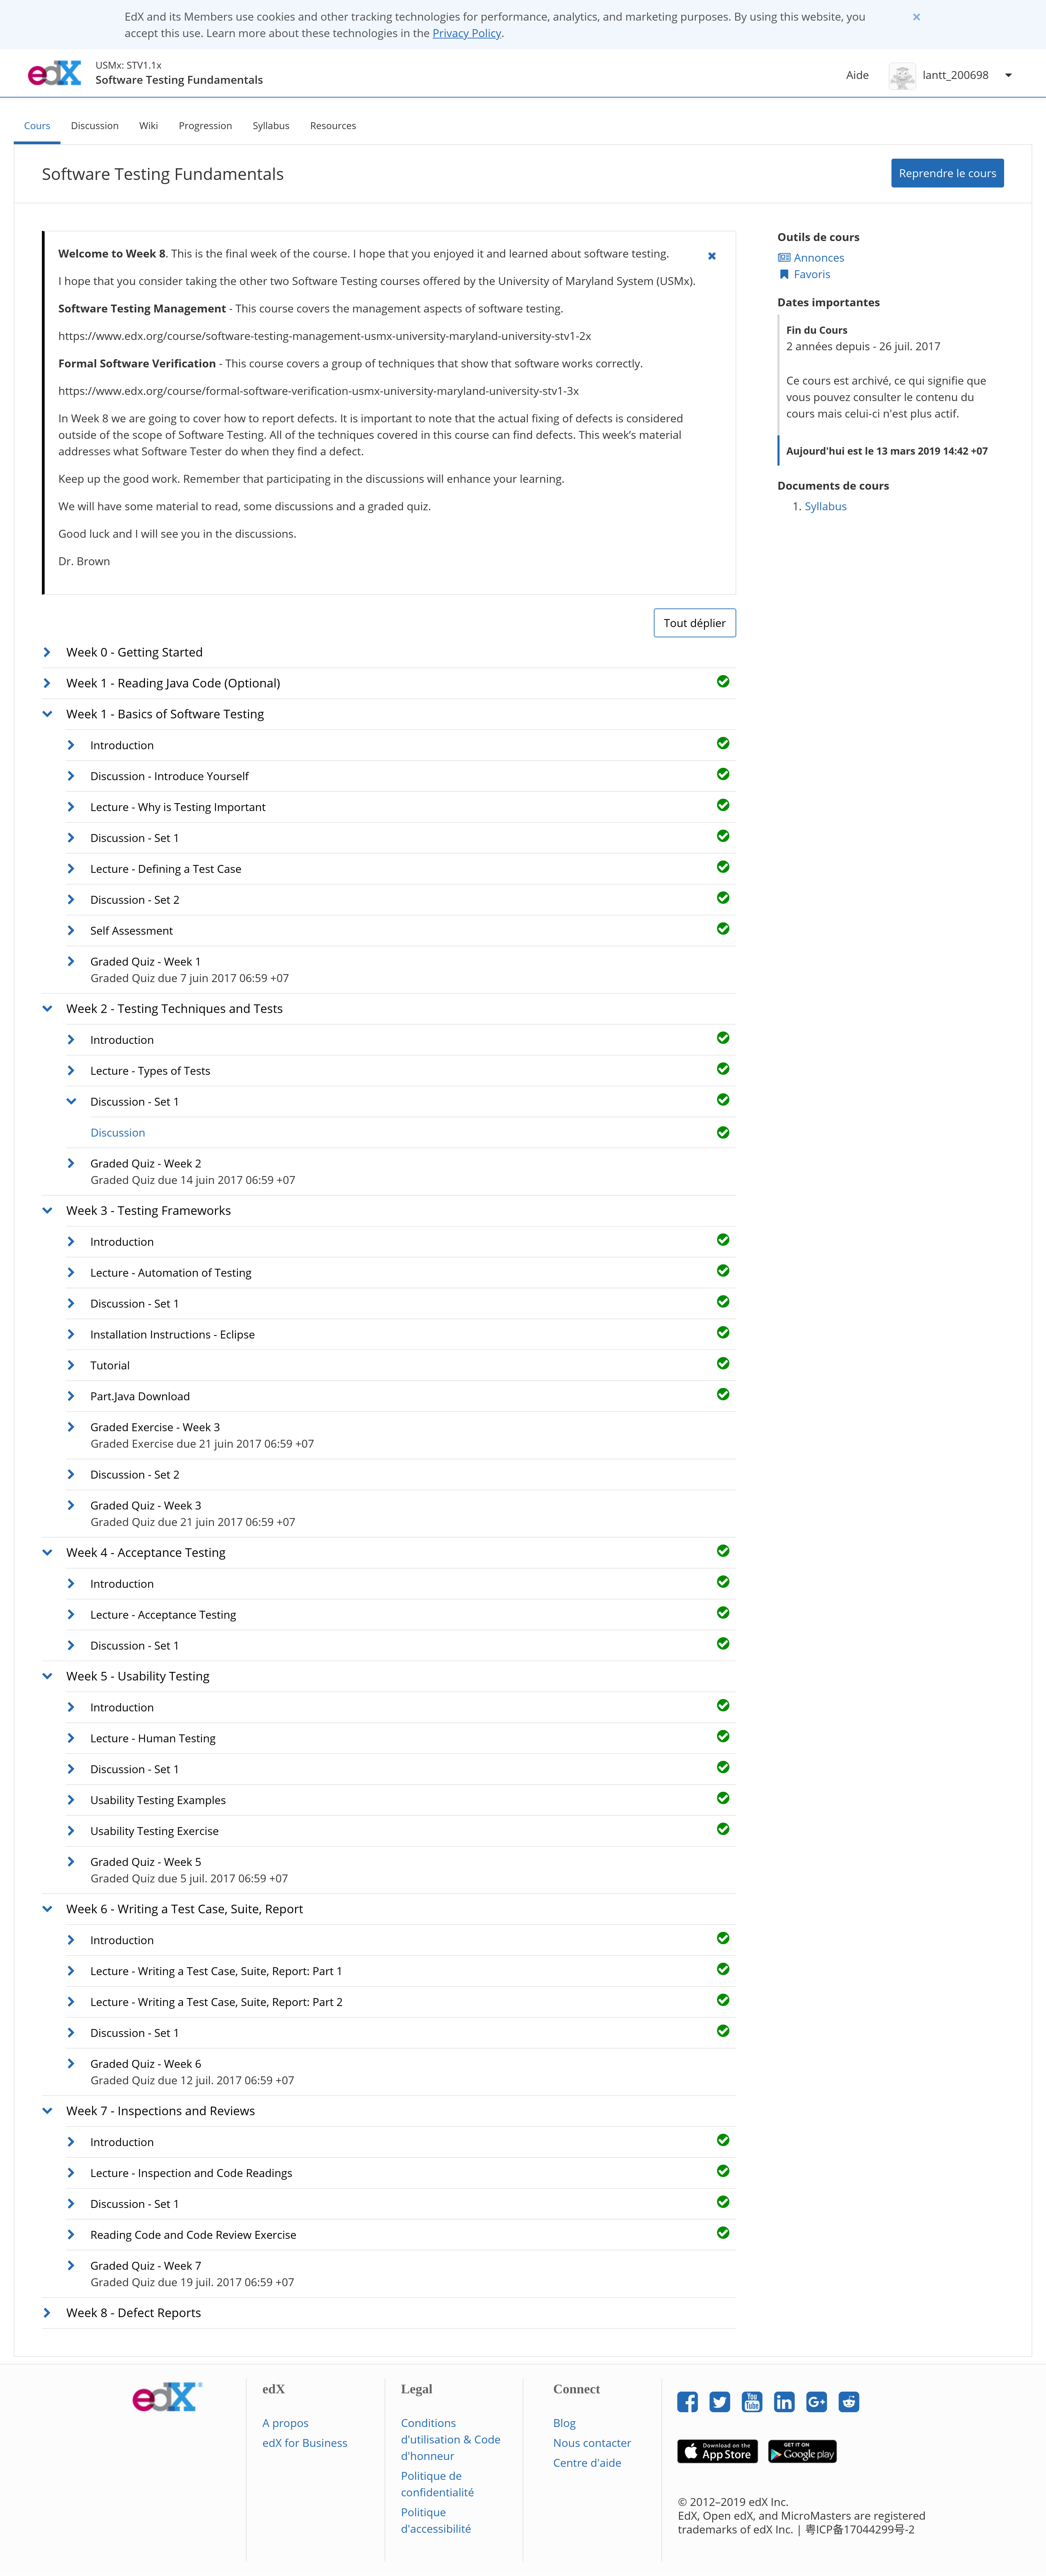 EdX and its Members use cookies and other tracking technologies for performance, analytics, and marketing purposes. By using this website, you
accept this use. Learn more about these technologies in the Privacy Policy.
edX
USMx: STV1.1x
Software Testing Fundamentals
Aide
lantt_200698
Cours
Discussion
Wiki
Progression
Syllabus
Resources
Software Testing Fundamentals
Reprendre le cours
Welcome to Week 8. This is the final week of the course. I hope that you enjoyed it and learned about software testing.
I hope that you consider taking the other two Software Testing courses offered by the University of Maryland System (USMx).
Software Testing Management - This course covers the management aspects of software testing.
https://www.edx.org/course/software-testing-management-usmx-university-maryland-university-stv1-2x
Formal Software Verification - This course covers a group of techniques that show that software works correctly.
https://www.edx.org/course/formal-software-verification-usmx-university-maryland-university-stv1-3x
In Week 8 we are going to cover how to report defects. It is important to note that the actual fixing of defects is considered
outside of the scope of Software Testing. All of the techniques covered in this course can find defects. This week's material
addresses what Software Tester do when they find a defect.
Keep up the good work. Remember that participating in the discussions will enhance your learning.
We will have some material to read, some discussions and a graded quiz.
Good luck and I will see you in the discussions.
Dr. Brown
Outils de cours
Annonces
Favoris
Dates importantes
Fin du Cours
2 années depuis - 26 juil. 2017
Ce cours est archivé, ce qui signifie que
vous pouvez consulter le contenu du
cours mais celui-ci n'est plus actif.
Aujourd'hui est le 13 mars 2019 14:42 +07
Documents de cours
1. Syllabus
Tout déplier
Week 0 - Getting Started
Week 1 - Reading Java Code (Optional)
Week 1 - Basics of Software Testing
Introduction
Discussion - Introduce Yourself
Lecture - Why is Testing Important
Discussion - Set 1
Lecture - Defining a Test Case
Discussion - Set 2
Self Assessment
Graded Quiz - Week 1
Graded Quiz due 7 juin 2017 06:59 +07
Week 2 - Testing Techniques and Tests
Introduction
Lecture - Types of Tests
Discussion - Set 1
Discussion
Graded Quiz - Week 2
Graded Quiz due 14 juin 2017 06:59 +07
Week 3 - Testing Frameworks
Introduction
Lecture - Automation of Testing
Discussion - Set 1
Installation Instructions - Eclipse
Tutorial
Part.Java Download
Graded Exercise - Week 3
Graded Exercise due 21 juin 2017 06:59 +07
Discussion - Set 2
Graded Quiz - Week 3
Graded Quiz due 21 juin 2017 06:59 +07
Week 4 - Acceptance Testing
Introduction
Lecture - Acceptance Testing
Discussion - Set 1
Week 5 - Usability Testing
Introduction
Lecture - Human Testing
Discussion - Set 1
Usability Testing Examples
Usability Testing Exercise
Graded Quiz - Week 5
Graded Quiz due 5 juil. 2017 06:59 +07
Week 6 - Writing a Test Case, Suite, Report
Introduction
Lecture - Writing a Test Case, Suite, Report: Part 1
Lecture - Writing a Test Case, Suite, Report: Part 2
Discussion - Set 1
Graded Quiz - Week 6
Graded Quiz due 12 juil. 2017 06:59 +07
Week 7 - Inspections and Reviews
Introduction
Lecture - Inspection and Code Readings
Discussion - Set 1
Reading Code and Code Review Exercise
Graded Quiz - Week 7
Graded Quiz due 19 juil. 2017 06:59 +07
Week 8 - Defect Reports
edX
edX
A propos
edX for Business
Legal
Conditions
d'utilisation & Code
d'honneur
Politique de
confidentialité
Politique
d'accessibilité
Connect
Blog
Nous contacter
Centre d'aide
You
Tube
in
G+
Download on the
App Store
GET IT ON
Google play
© 2012–2019 edX Inc.
EdX, Open edX, and MicroMasters are registered
trademarks of edX Inc. | 粤ICP备17044299号-2